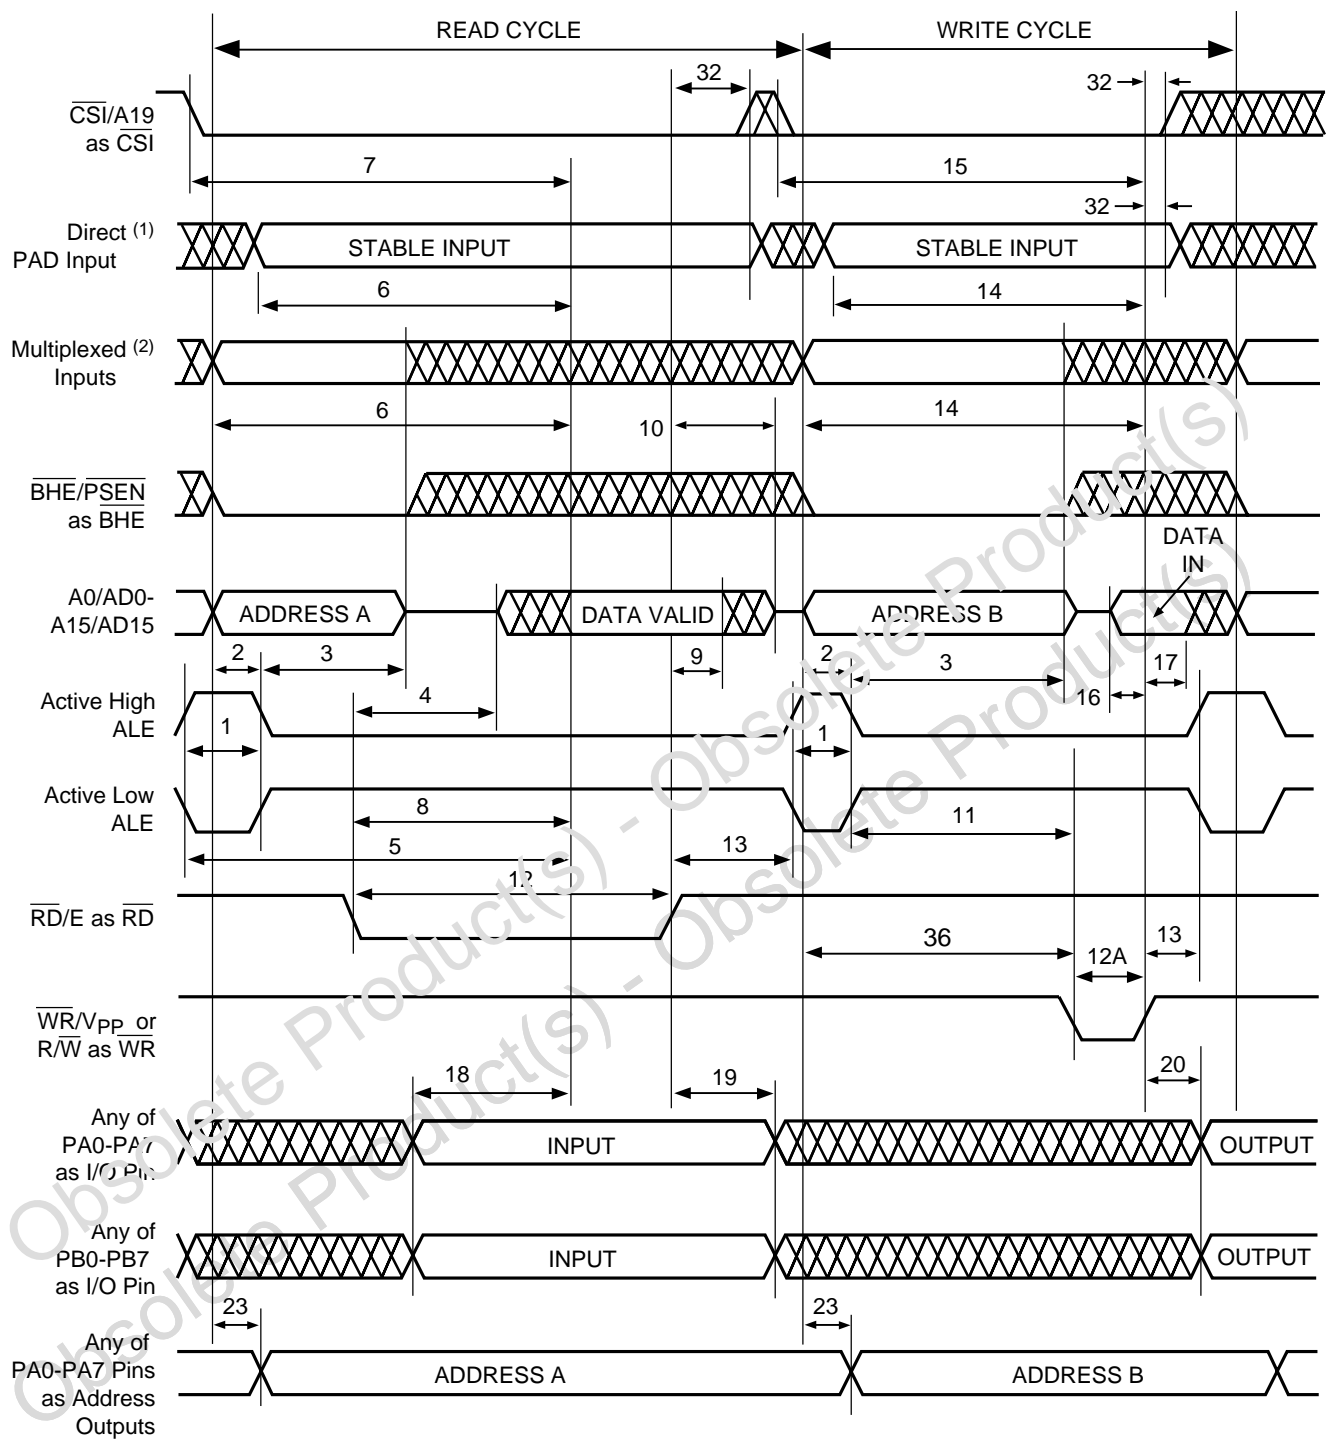 READ CYCLE
WRITE CYCLE
32
32
CSI/A19
as CSI
7
15
32
Direct (1)
PAD Input
STABLE INPUT
STABLE INPUT
6
14
Multiplexed (2)
Inputs
6
10
14
BHE/PSEN
as BHE
DATA
IN
A0/AD0-
A15/AD15
ADDRESS A
DATA VALID
ADDRESS B
2
3
9
2
3
17
4
16
Active High
ALE
1
1
Active Low
ALE
8
11
5
13
12
RD/E as RD
36
12A
13
WR/VPP or
R/W as WR
18
19
20
Any of
PA0-PA7
as I/O Pin
INPUT
OUTPUT
Any of
PB0-PB7
as I/O Pin
INPUT
OUTPUT
23
23
Any of
PA0-PA7 Pins
as Address
Outputs
ADDRESS A
ADDRESS B
Obsolete Product(s) - Obsolete Product(s)
Obsolete Product(s) - Obsolete Product(s)